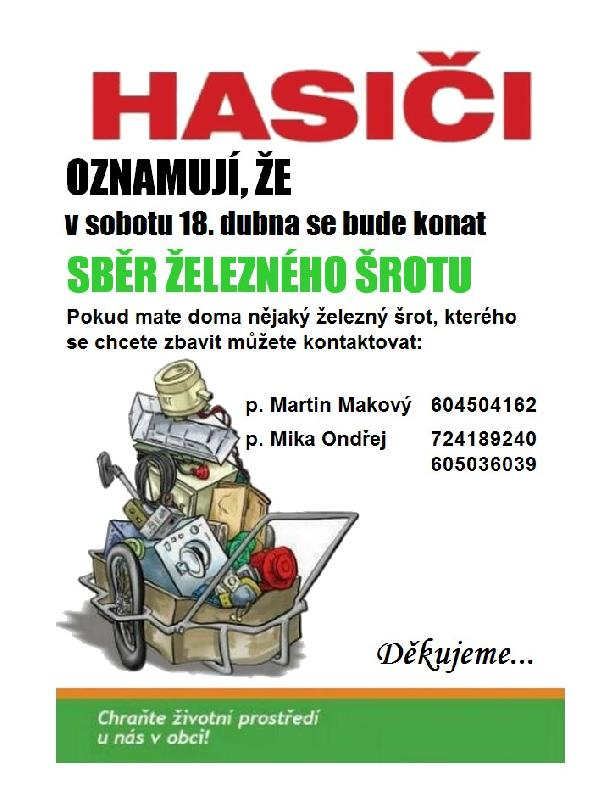 HASIČI
OZNAMUJÍ, ŽE
v sobotu 18. dubna se bude konat
SBĚR ŽELEZNÉHO ŠROTU
Pokud mate doma nějaký železný šrot, kterého
se chcete zbavit můžete kontaktovat:
p. Martin Makový 604504162
p. Mika Ondřej 724189240
605036039
Děkujeme...
Chraňte životní prostředí
u nás v obci!